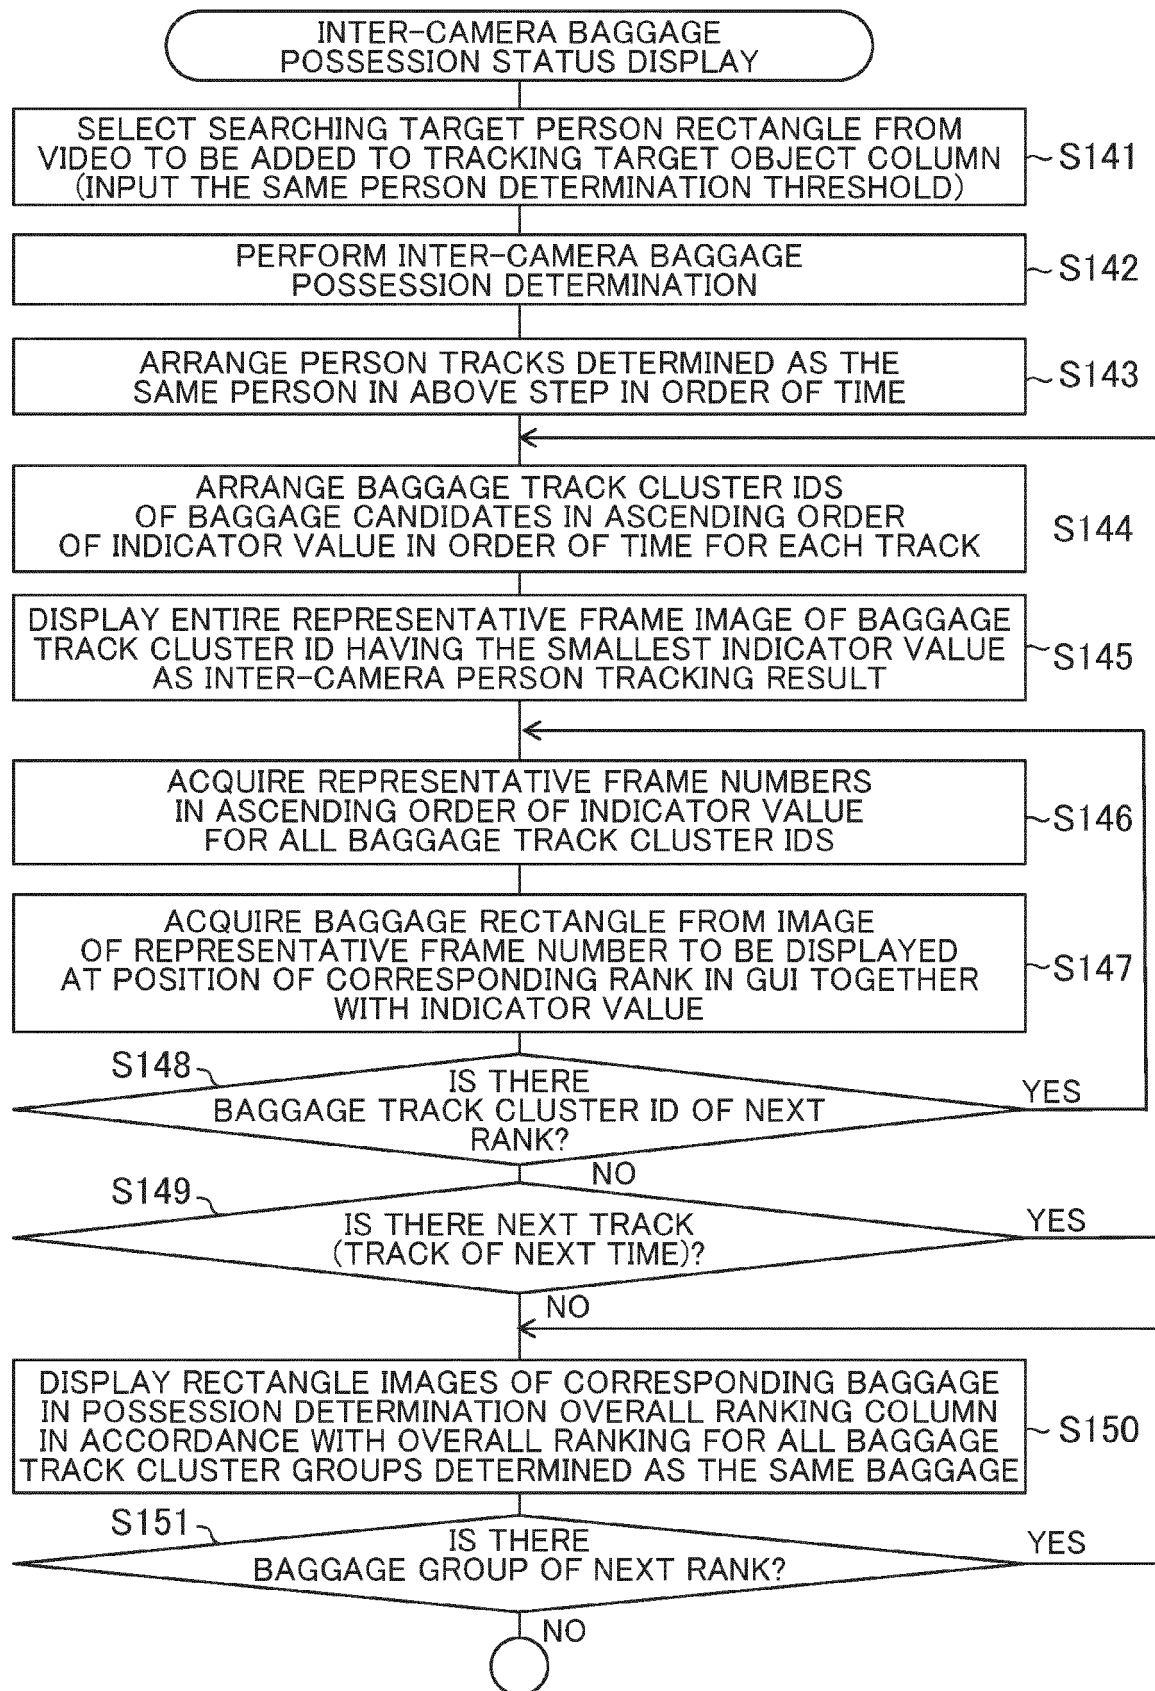 INTER-CAMERA BAGGAGE
POSSESSION STATUS DISPLAY
SELECT SEARCHING TARGET PERSON RECTANGLE FROM
VIDEO TO BE ADDED TO TRACKING TARGET OBJECT COLUMN
(INPUT THE SAME PERSON DETERMINATION THRESHOLD)
S141
PERFORM INTER-CAMERA BAGGAGE
POSSESSION DETERMINATION
S142
ARRANGE PERSON TRACKS DETERMINED AS THE
SAME PERSON IN ABOVE STEP IN ORDER OF TIME
S143
ARRANGE BAGGAGE TRACK CLUSTER IDS
OF BAGGAGE CANDIDATES IN ASCENDING ORDER
OF INDICATOR VALUE IN ORDER OF TIME FOR EACH TRACK
S144
DISPLAY ENTIRE REPRESENTATIVE FRAME IMAGE OF BAGGAGE
TRACK CLUSTER ID HAVING THE SMALLEST INDICATOR VALUE
AS INTER-CAMERA PERSON TRACKING RESULT
S145
ACQUIRE REPRESENTATIVE FRAME NUMBERS
IN ASCENDING ORDER OF INDICATOR VALUE
FOR ALL BAGGAGE TRACK CLUSTER IDS
S146
ACQUIRE BAGGAGE RECTANGLE FROM IMAGE
OF REPRESENTATIVE FRAME NUMBER TO BE DISPLAYED
AT POSITION OF CORRESPONDING RANK IN GUI TOGETHER
WITH INDICATOR VALUE
S147
S148
IS THERE
BAGGAGE TRACK CLUSTER ID OF NEXT
RANK?
YES
NO
S149
IS THERE NEXT TRACK
(TRACK OF NEXT TIME)?
YES
NO
DISPLAY RECTANGLE IMAGES OF CORRESPONDING BAGGAGE
IN POSSESSION DETERMINATION OVERALL RANKING COLUMN
IN ACCORDANCE WITH OVERALL RANKING FOR ALL BAGGAGE
TRACK CLUSTER GROUPS DETERMINED AS THE SAME BAGGAGE
S150
S151
IS THERE
BAGGAGE GROUP OF NEXT RANK?
YES
NO